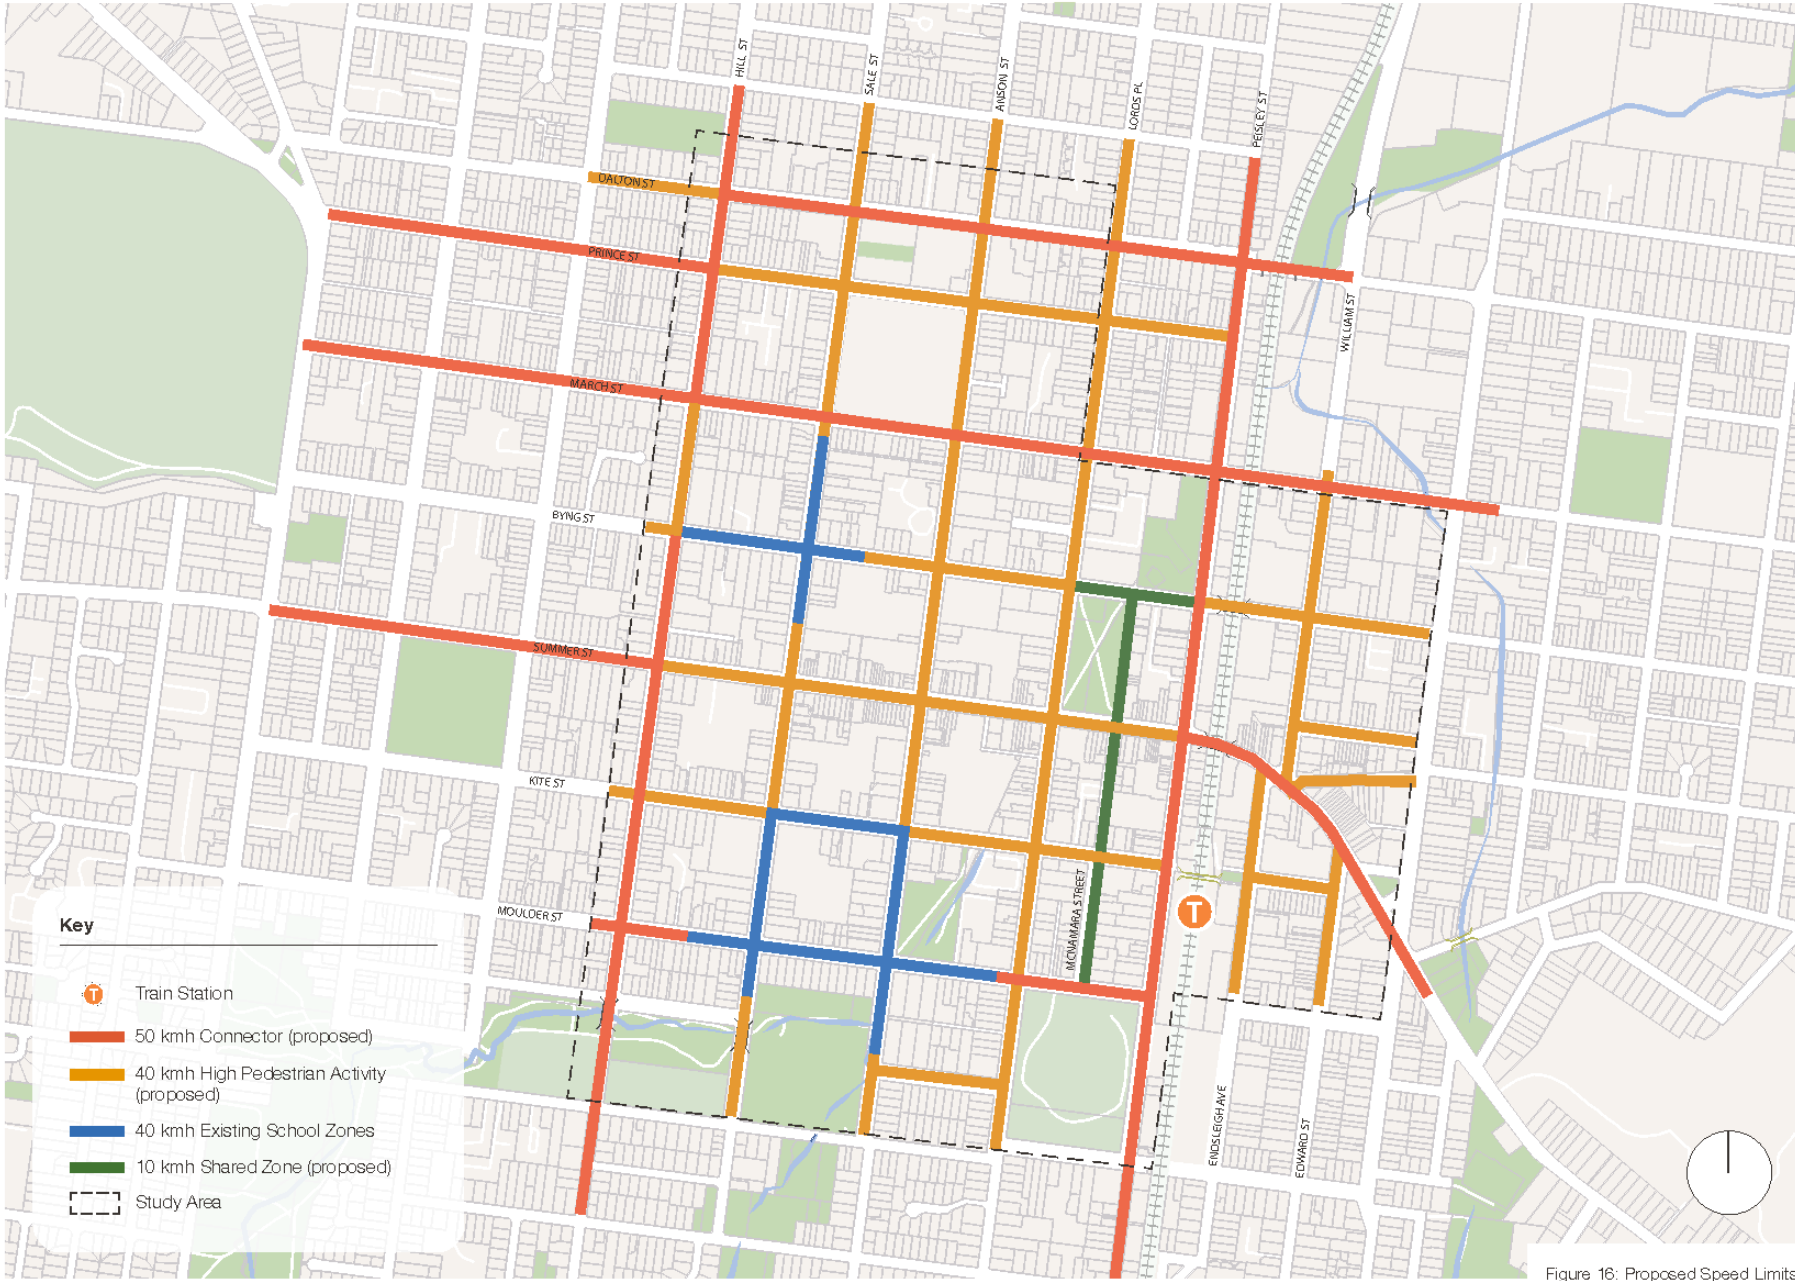 HILL ST
SALE ST
ANSON ST
LORDS PL
PEISLEY ST
DALTON ST
PRINCE ST
WILLIAM ST
MARCH ST
BYNG ST
SUMMER ST
KITE ST
MOULDER ST
MCNAMARA STREET
T
ENDSLEIGH AVE
EDWARD ST
Key
T Train Station
50 kmh Connector (proposed)
40 kmh High Pedestrian Activity
(proposed)
40 kmh Existing School Zones
10 kmh Shared Zone (proposed)
Study Area
Figure 16: Proposed Speed Limits